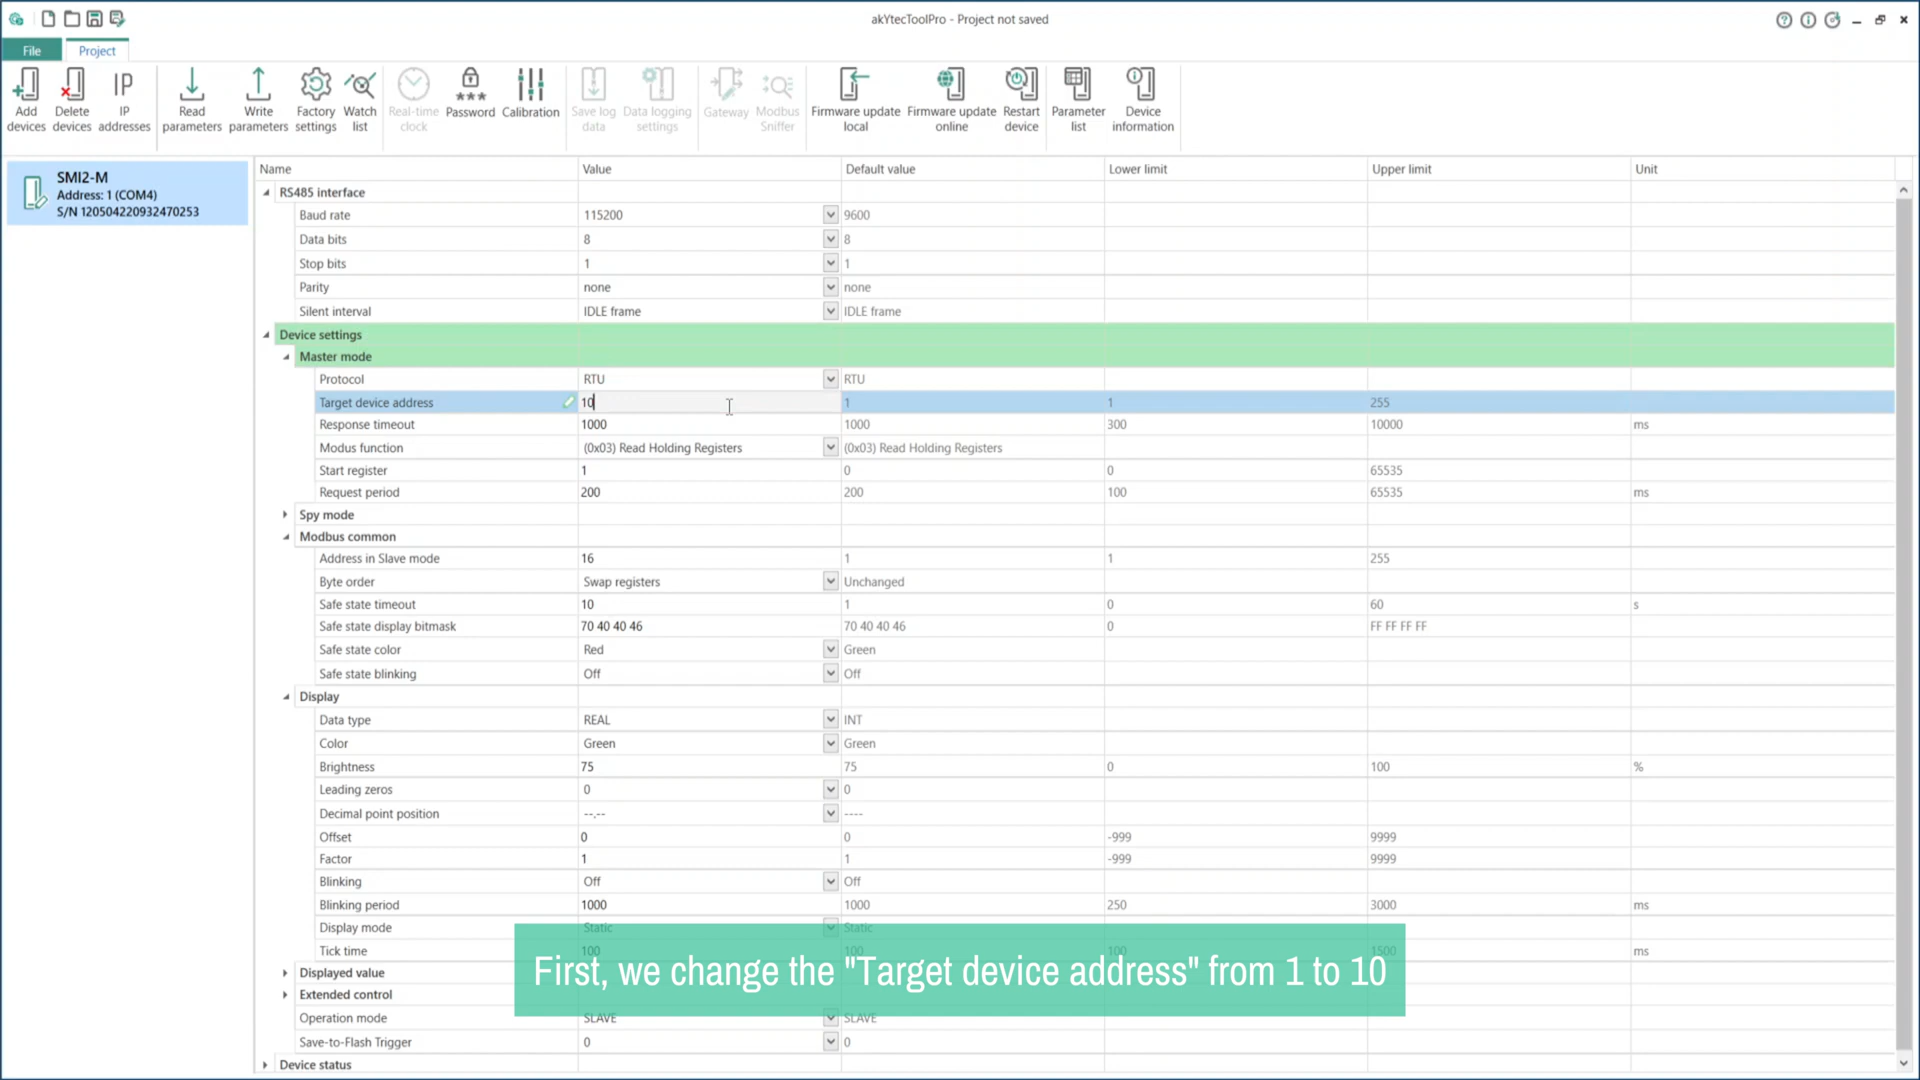 akYtecToolPro - Project not saved
File Project
Add devices
Delete devices
IP
IP addresses
Read parameters
Write parameters
Factory settings
Watch list
Real-time clock
***
Password
Calibration
Save log data
Data logging settings
Gateway
Modbus Sniffer
Firmware update local
Firmware update online
Restart device
Parameter list
Device information
SMI2-M
Address: 1 (COM4)
S/N 120504220932470253
Name Value Default value Lower limit Upper limit Unit
RS485 interface
Baud rate 115200 9600
Data bits 8 8
Stop bits 1 1
Parity none none
Silent interval IDLE frame IDLE frame
Device settings
Master mode
Protocol RTU RTU
Target device address 10 1 1 255
Response timeout 1000 1000 300 10000 ms
Modus function (0x03) Read Holding Registers (0x03) Read Holding Registers
Start register 1 0 0 65535
Request period 200 200 100 65535 ms
Spy mode
Modbus common
Address in Slave mode 16 1 1 255
Byte order Swap registers Unchanged
Safe state timeout 10 1 0 60 s
Safe state display bitmask 70 40 40 46 70 40 40 46 0 FF FF FF FF
Safe state color Red Green
Safe state blinking Off Off
Display
Data type REAL INT
Color Green Green
Brightness 75 75 0 100 %
Leading zeros 0 0
Decimal point position --.-- ----
Offset 0 0 -999 9999
Factor 1 1 -999 9999
Blinking Off Off
Blinking period 1000 1000 250 3000 ms
Display mode Static Static
Tick time 100 100 100 1500 ms
First, we change the "Target device address" from 1 to 10
Displayed value
Extended control
Operation mode SLAVE SLAVE
Save-to-Flash Trigger 0 0
Device status